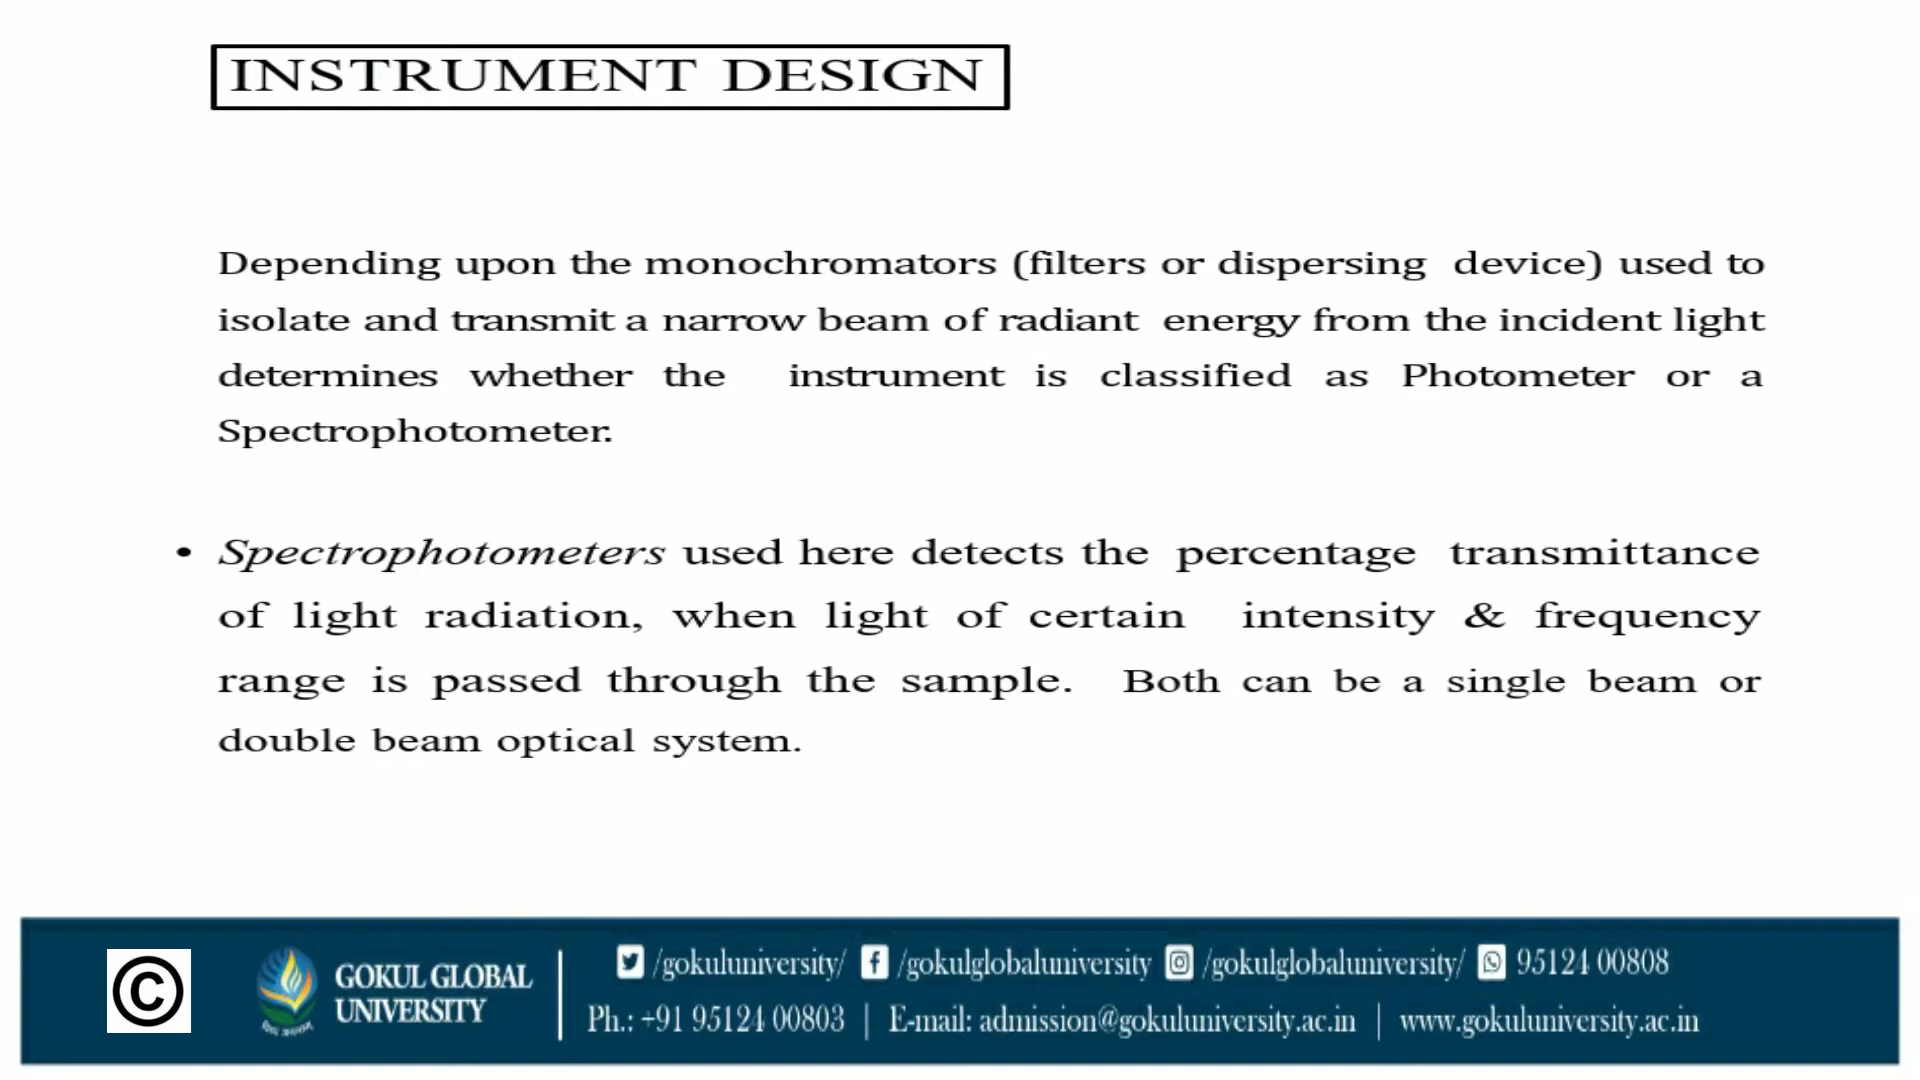 INSTRUMENT DESIGN
Depending upon the monochromators (filters or dispersing device) used to
isolate and transmit a narrow beam of radiant energy from the incident light
determines whether the instrument is classified as Photometer or a
Spectrophotometer.
• Spectrophotometers used here detects the percentage transmittance
of light radiation, when light of certain intensity & frequency
range is passed through the sample. Both can be a single beam or
double beam optical system.
©
GOKUL GLOBAL
UNIVERSITY
/gokuluniversity/ /gokulglobaluniversity /gokulglobaluniversity/ 95124 00808
Ph.: +91 95124 00803 | E-mail: admission@gokuluniversity.ac.in | www.gokuluniversity.ac.in